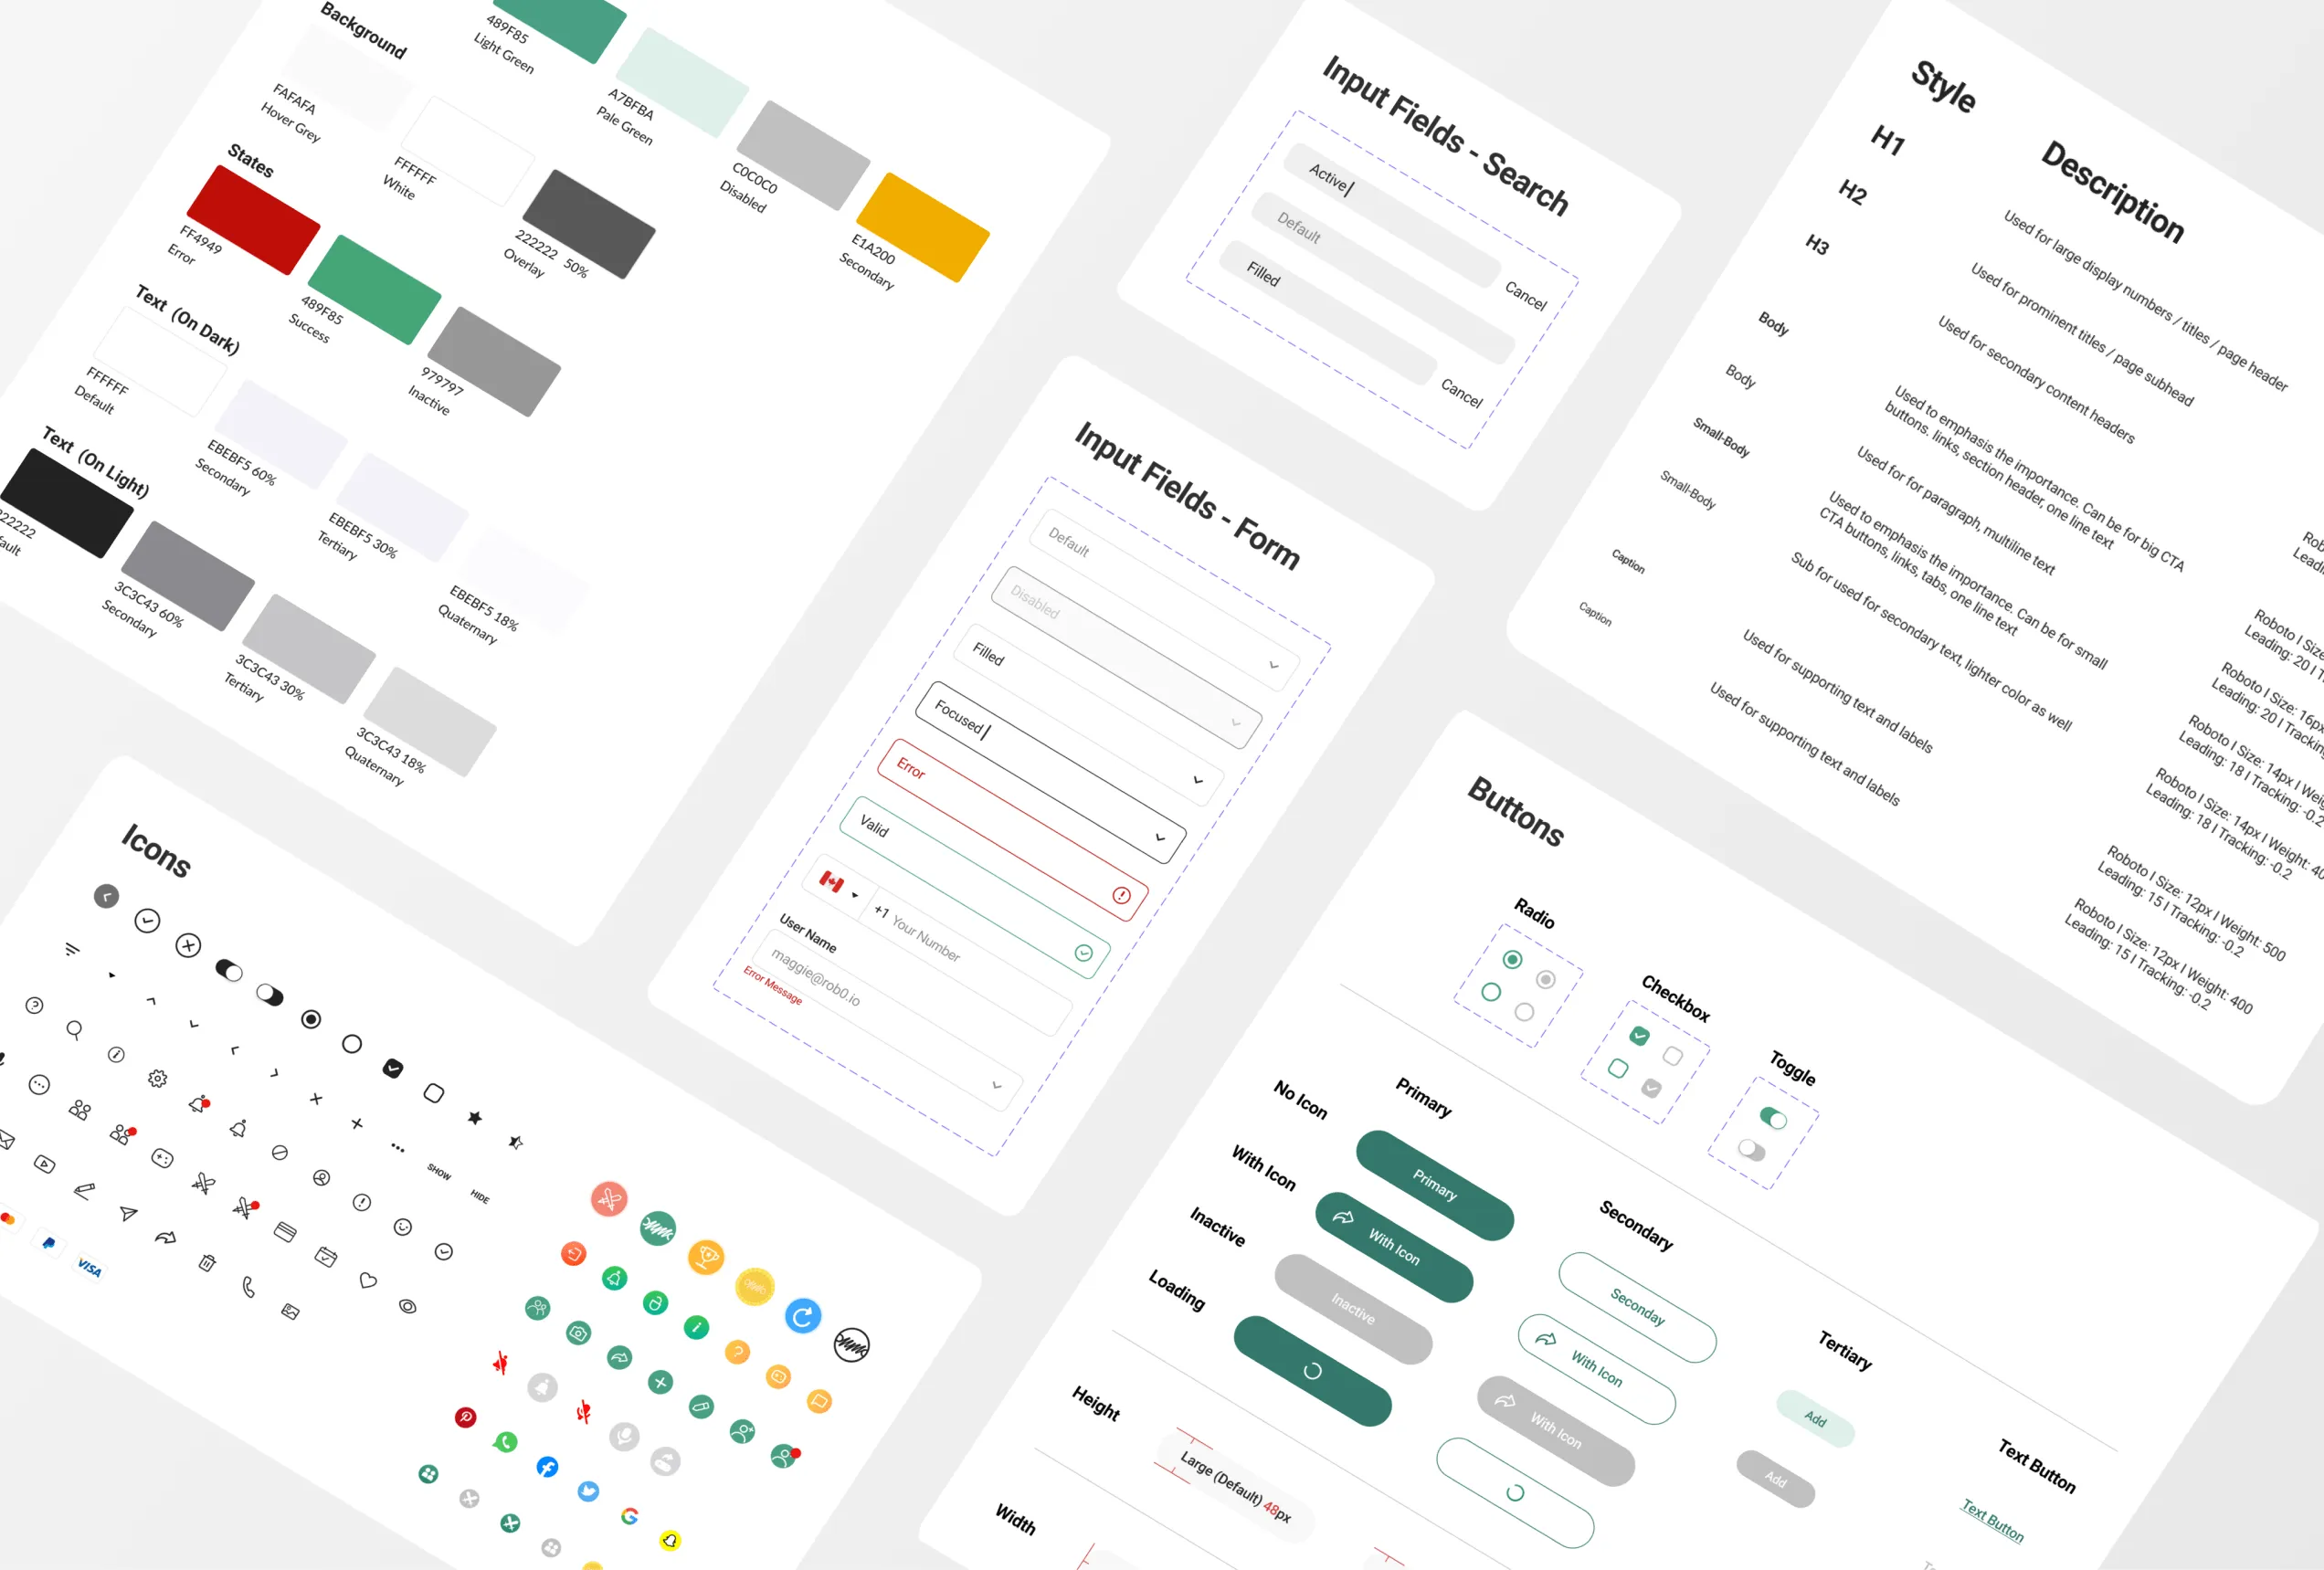 489F85
Light Green
A7BFBA
Pale Green
C0C0C0
Disabled
E1A200
Secondary
Background
FAFAFA
Hover Grey
FFFFFF
White
222222 50%
Overlay
States
FF4949
Error
489F85
Success
979797
Inactive
Text (On Dark)
FFFFFF
Default
EBEBF5 60%
Secondary
EBEBF5 30%
Tertiary
EBEBF5 18%
Quaternary
Text (On Light)
3C3C43 60%
Secondary
3C3C43 30%
Tertiary
3C3C43 18%
Quaternary
Icons
SHOW
HIDE
VISA
Input Fields - Search
Active
Cancel
Default
Filled
Cancel
Input Fields - Form
Default
Disabled
Filled
Focused
Error
Valid
+1 Your Number
User Name
maggie@rob0.io
Error Message
Style
Description
H1
Used for large display numbers / titles / page header
H2
Used for prominent titles / page subhead
H3
Used for secondary content headers
Body
Used to emphasis the importance. Can be for big CTA
buttons. links, section header, one line text
Body
Used for for paragraph, multiline text
Small-Body
Used to emphasis the importance. Can be for small
CTA buttons, links, tabs, one line text
Small-Body
Sub for used for secondary text, lighter color as well
Caption
Used for supporting text and labels
Caption
Used for supporting text and labels
Roboto I Size:
Leading: 20 I
Roboto I Size: 16px
Leading: 20 I Tracking:
Roboto I Size: 14px I
Leading: 18 I Tracking: -0.2
Roboto I Size: 14px I Weight:
Leading: 18 I Tracking: -0.2
Roboto I Size: 12px I Weight: 500
Leading: 15 I Tracking: -0.2
Roboto I Size: 12px I Weight: 400
Leading: 15 I Tracking: -0.2
Buttons
Radio
Checkbox
Toggle
Primary
Secondary
Tertiary
Text Button
No Icon
Primary
Seconday
Add
Text Button
With Icon
With Icon
With Icon
Inactive
Inactive
With Icon
Add
Loading
Height
Large (Default) 48px
Width